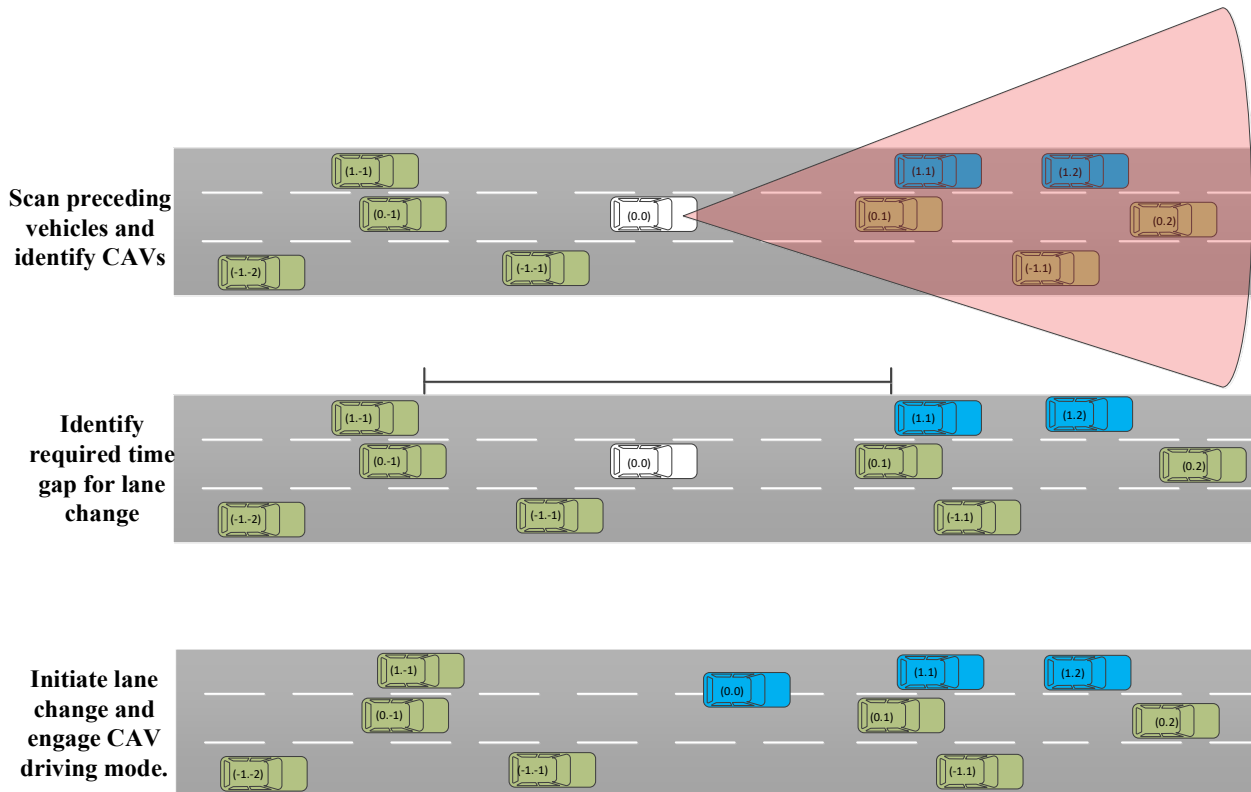 Scan preceding
vehicles and
identify CAVs
(1.-1)
(1.1)
(1.2)
(0.-1)
(0.0)
(0.1)
(0.2)
(-1.-2)
(-1.-1)
(-1.1)
Identify
required time
gap for lane
change
(1.-1)
(1.1)
(1.2)
(0.-1)
(0.0)
(0.1)
(0.2)
(-1.-2)
(-1.-1)
(-1.1)
Initiate lane
change and
engage CAV
driving mode.
(1.-1)
(1.1)
(1.2)
(0.0)
(0.-1)
(0.1)
(0.2)
(-1.-2)
(-1.-1)
(-1.1)